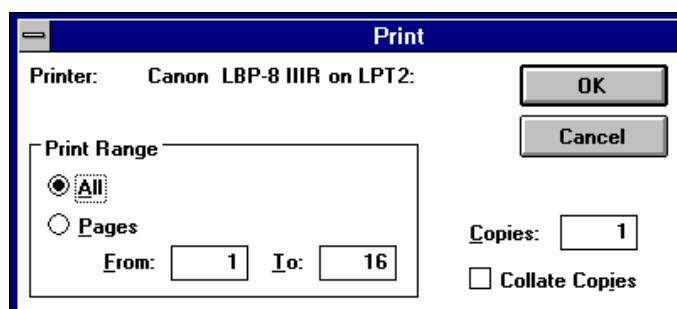 Print
Printer: Canon LBP-8 IIIR on LPT2:
OK
Cancel
Print Range
All
Pages
From: 1 To: 16
Copies: 1
Collate Copies